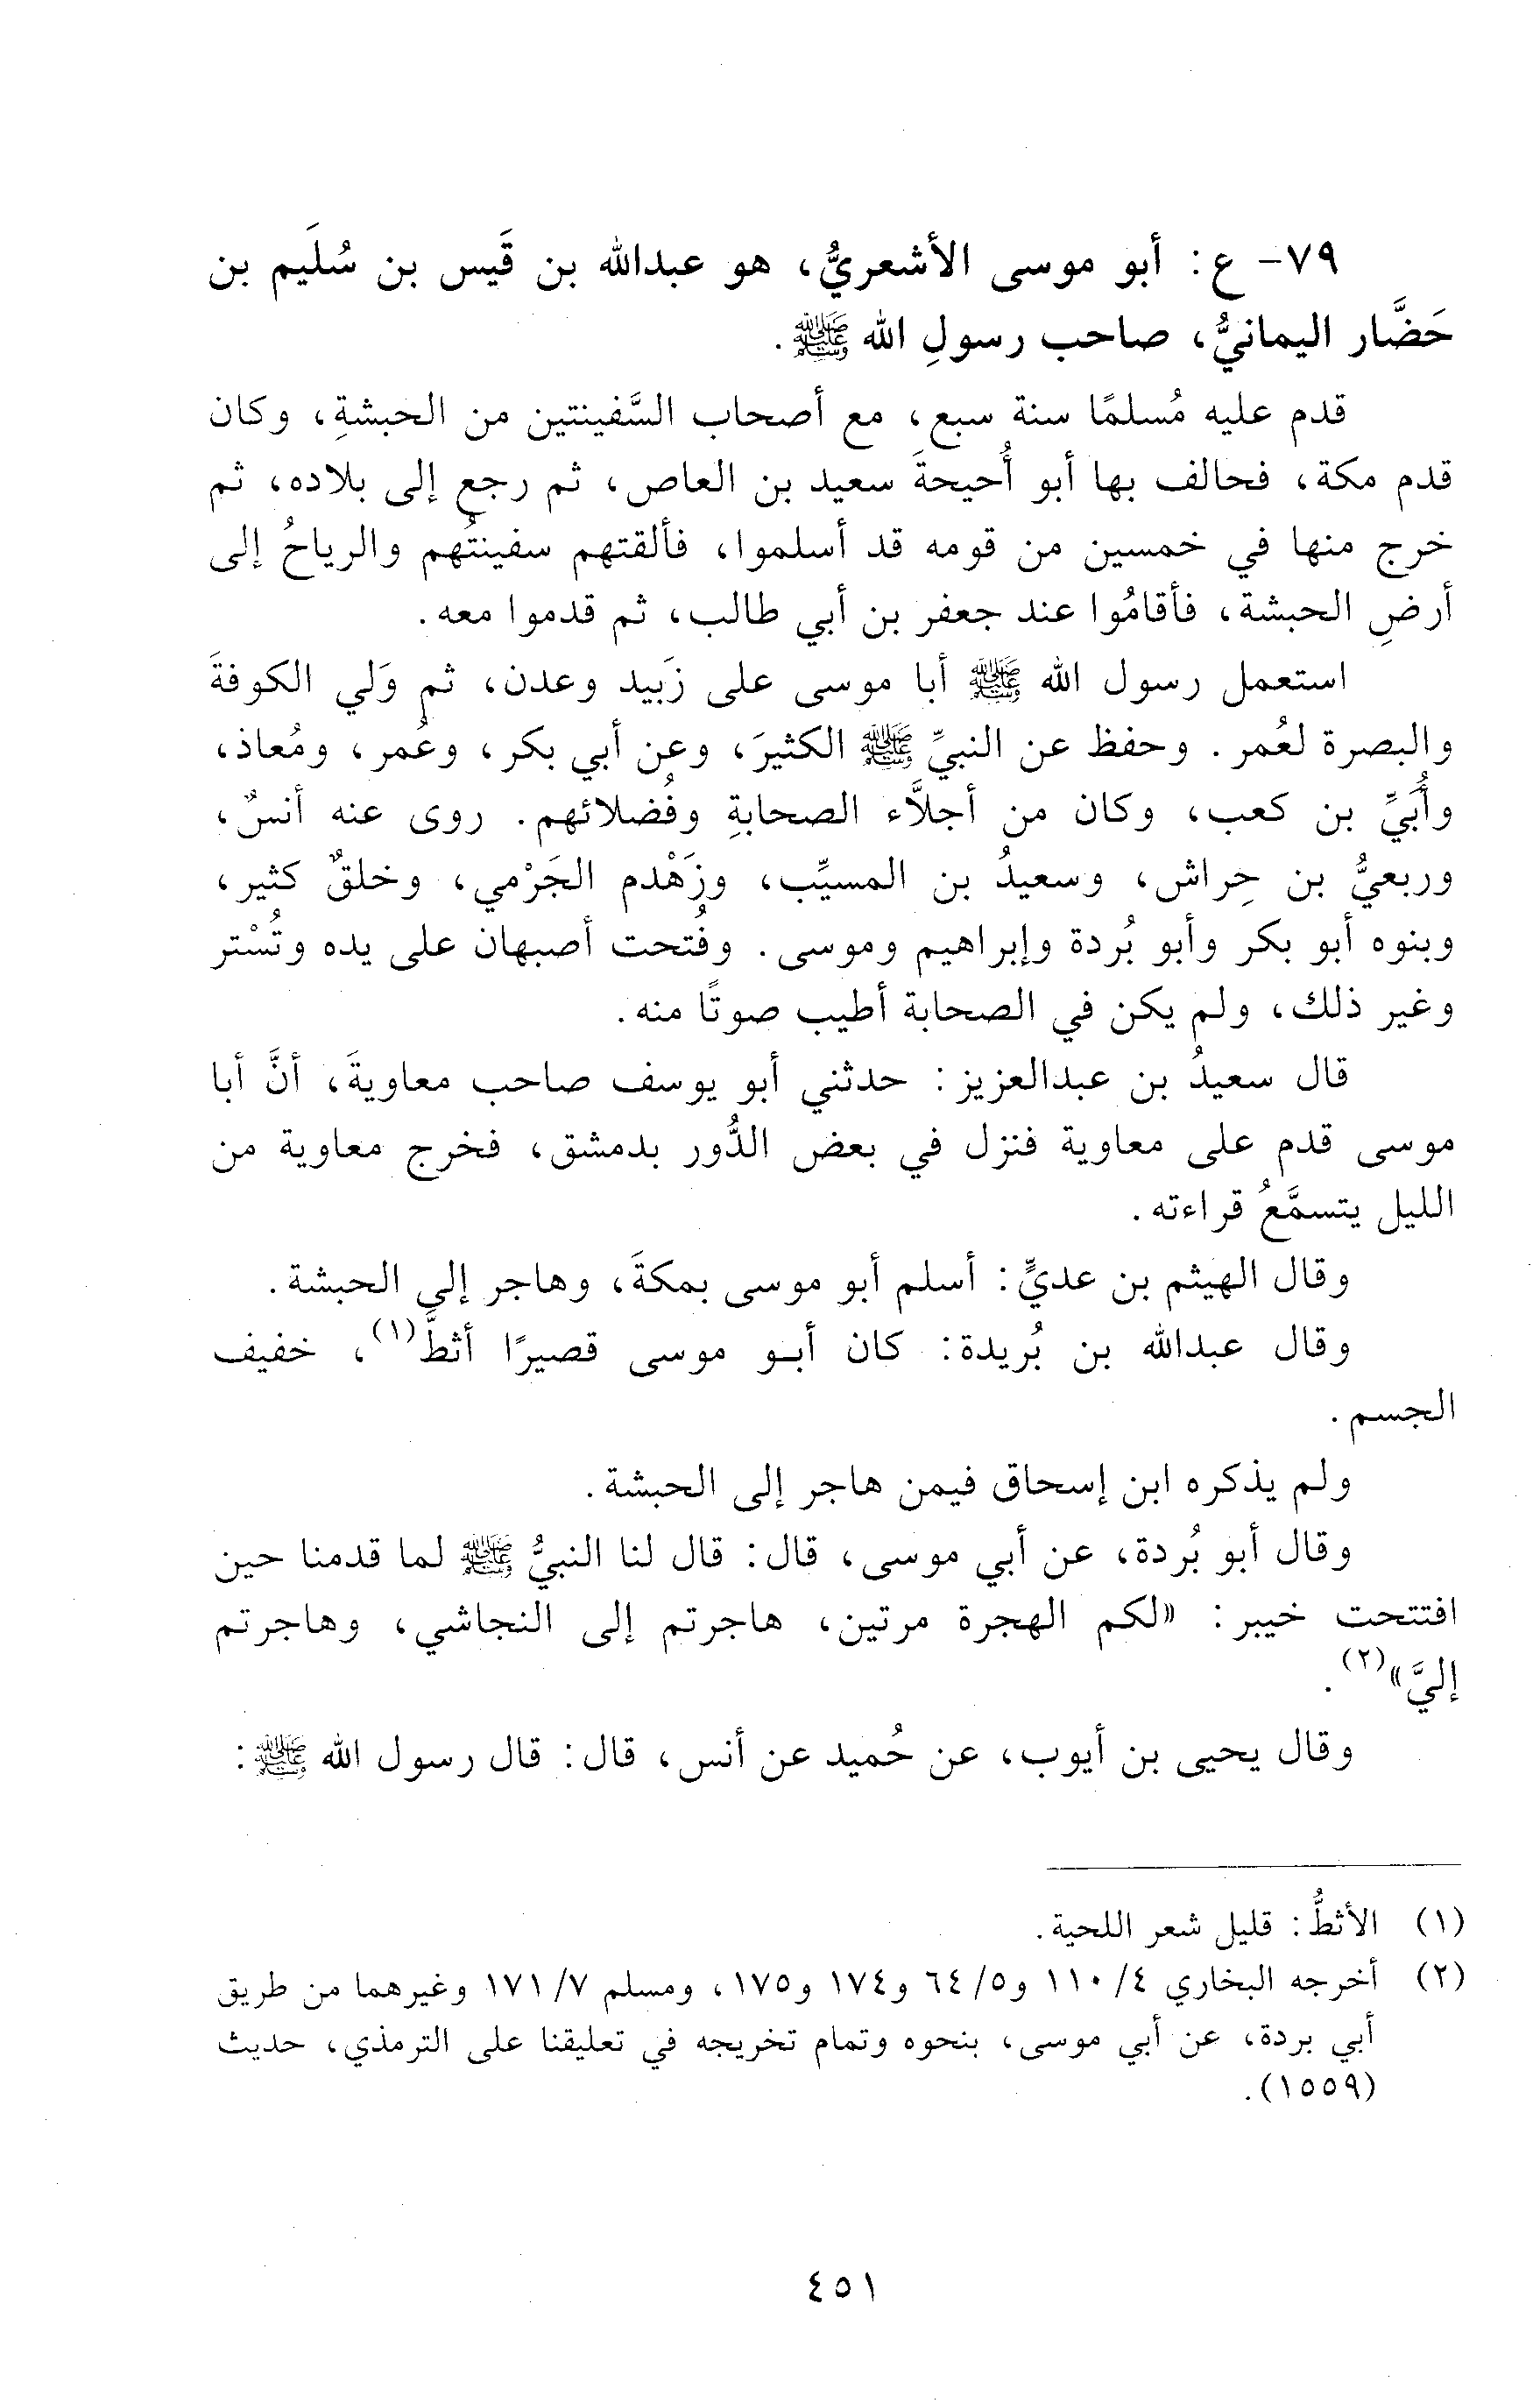 ٧٩- ع: أبو موسى الأشعريُّ، هو عبدالله بن قَيس بن سُلَيم بن
حَضَّار اليمانيُّ، صاحب رسولِ الله ﷺ.
قدم عليه مُسلمًا سنة سبع، مع أصحاب السَّفينتين من الحبشةِ، وكان
قدم مكة، فحالف بها أبو أُحيحةَ سعيد بن العاص، ثم رجع إلى بلاده، ثم
خرج منها في خمسين من قومه قد أسلموا، فألقتهم سفينتُهم والرياحُ إلى
أرضِ الحبشة، فأقامُوا عند جعفر بن أبي طالب، ثم قدموا معه.
استعمل رسول الله ﷺ أبا موسى على زَبيد وعدن، ثم وَلي الكوفةَ
والبصرة لعُمر. وحفظ عن النبيِّ ﷺ الكثيرَ، وعن أبي بكر، وعُمر، ومُعاذ،
وأُبَيِّ بن كعب، وكان من أجلاَّء الصحابةِ وفُضلائهم. روى عنه أنسٌ،
وربعيُّ بن حِراش، وسعيدُ بن المسيِّب، وزَهْدم الجَرْمي، وخلقٌ كثير،
وبنوه أبو بكر وأبو بُردة وإبراهيم وموسى. وفُتحت أصبهان على يده وتُسْتر
وغير ذلك، ولم يكن في الصحابة أطيب صوتًا منه.
قال سعيدُ بن عبدالعزيز: حدثني أبو يوسف صاحب معاويةَ، أنَّ أبا
موسى قدم على معاوية فنزل في بعض الدُّور بدمشق، فخرج معاوية من
الليل يتسمَّعُ قراءته.
وقال الهيثم بن عديٍّ: أسلم أبو موسى بمكةَ، وهاجر إلى الحبشة.
وقال عبدالله بن بُريدة: كان أبو موسى قصيرًا أثطَّ(١)، خفيف
الجسم.
ولم يذكره ابن إسحاق فيمن هاجر إلى الحبشة.
وقال أبو بُردة، عن أبي موسى، قال: قال لنا النبيُّ ﷺ لما قدمنا حين
افتتحت خيبر: «لكم الهجرة مرتين، هاجرتم إلى النجاشي، وهاجرتم
إليَّ»(٢).
وقال يحيى بن أيوب، عن حُميد عن أنس، قال: قال رسول الله ﷺ:
(١) الأثطُّ: قليل شعر اللحية.
(٢) أخرجه البخاري ٤/ ١١٠ و٥/ ٦٤ و١٧٤ و١٧٥، ومسلم ٧/ ١٧١ وغيرهما من طريق
أبي بردة، عن أبي موسى، بنحوه وتمام تخريجه في تعليقنا على الترمذي، حديث
(١٥٥٩).
٤٥١